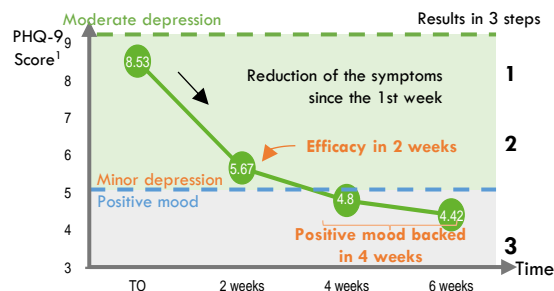 Moderate depression
Results in 3 steps
PHQ-9
Score¹
9
8
7
6
5
4
3
8.53
Reduction of the symptoms
since the 1st week
1
2
Efficacy in 2 weeks
5.67
Minor depression
Positive mood
4.8
4.42
Positive mood backed
in 4 weeks
3
Time
TO
2 weeks
4 weeks
6 weeks